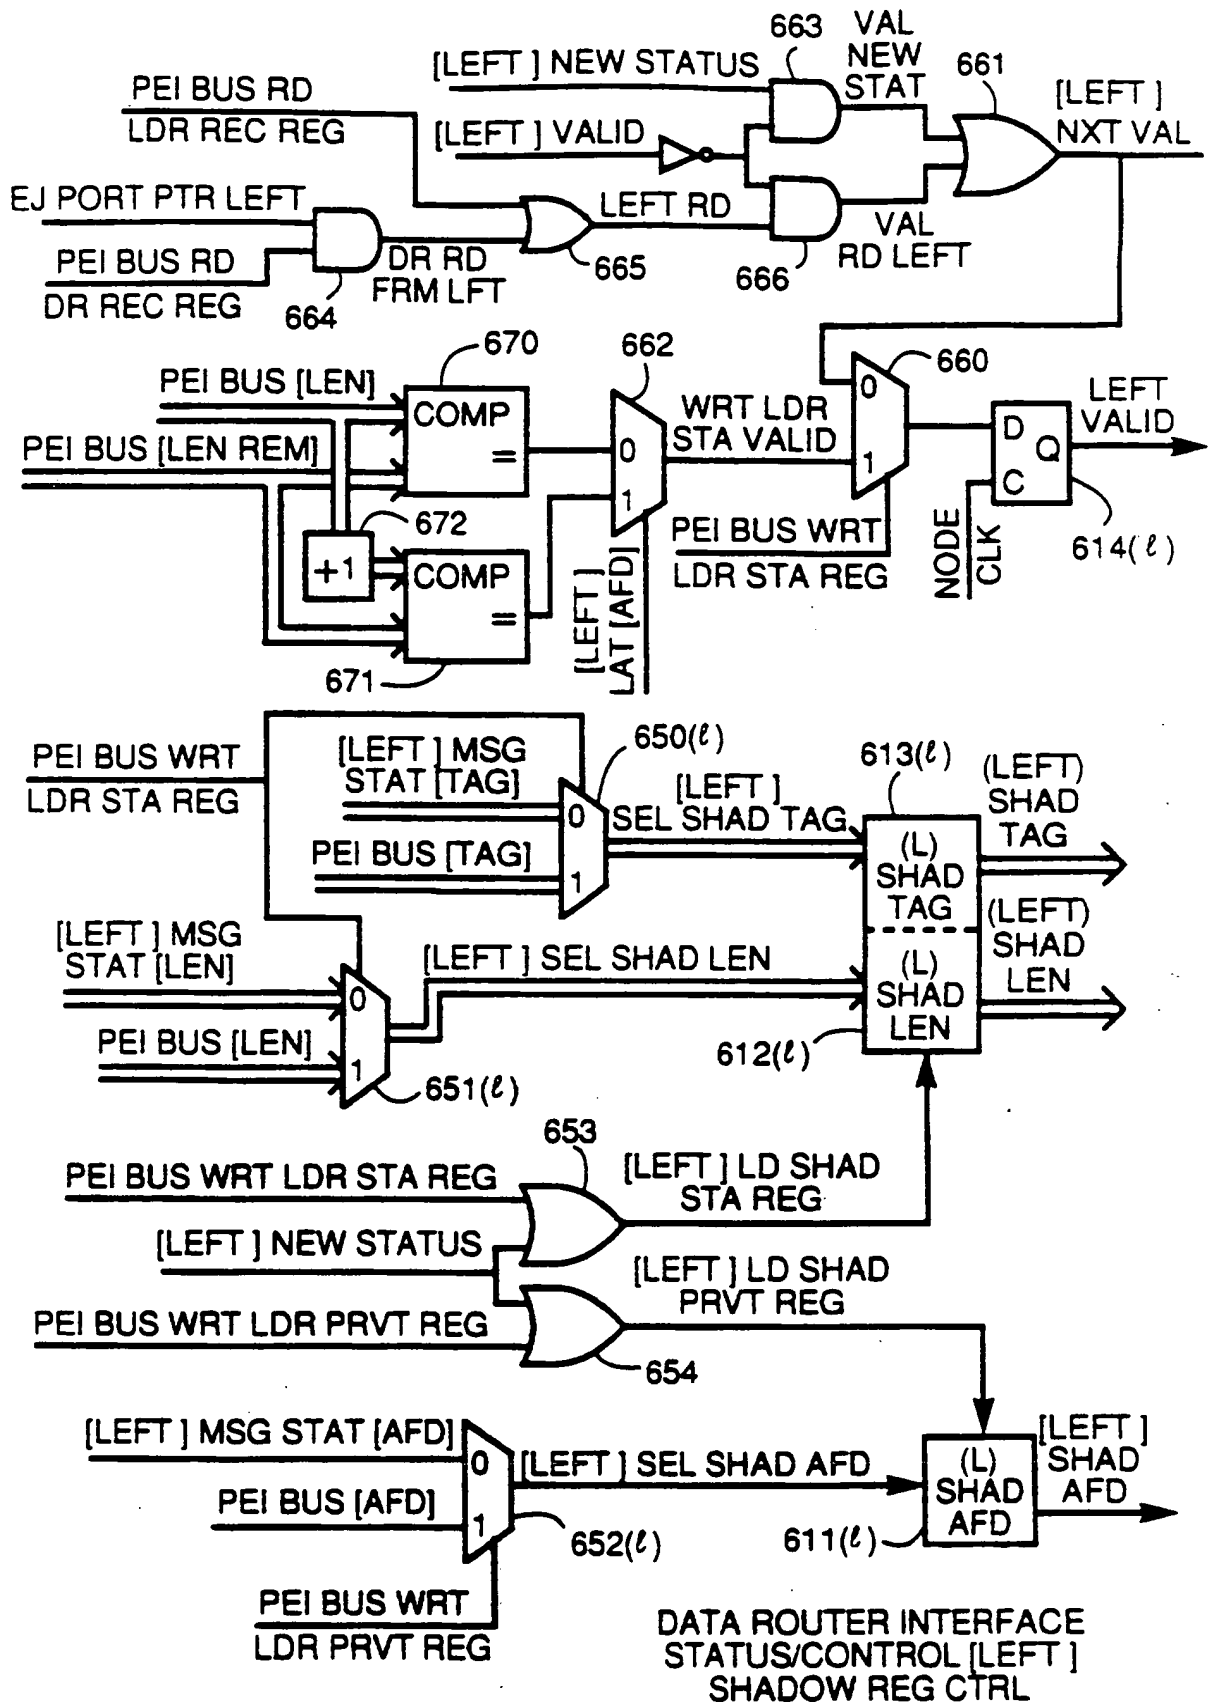 663
VAL
NEW
STAT
661
[LEFT ] NEW STATUS
[LEFT ]
NXT VAL
PEI BUS RD
LDR REC REG
[LEFT ] VALID
EJ PORT PTR LEFT
LEFT RD
VAL
RD LEFT
PEI BUS RD
DR REC REG
DR RD
FRM LFT
664
665
666
670
662
660
PEI BUS [LEN]
COMP
=
PEI BUS [LEN REM]
0
1
WRT LDR
STA VALID
0
1
LEFT
VALID
D
Q
C
672
+1
COMP
=
671
[LEFT ]
LAT [AFD]
PEI BUS WRT
LDR STA REG
NODE
CLK
614(ℓ)
PEI BUS WRT
LDR STA REG
[LEFT ] MSG
STAT [TAG]
650(ℓ)
0
1
PEI BUS [TAG]
[LEFT ]
SEL SHAD TAG
613(ℓ)
(L)
SHAD
TAG
(LEFT)
SHAD
TAG
[LEFT ] MSG
STAT [LEN]
0
1
PEI BUS [LEN]
651(ℓ)
[LEFT ] SEL SHAD LEN
(L)
SHAD
LEN
612(ℓ)
(LEFT)
SHAD
LEN
653
PEI BUS WRT LDR STA REG
[LEFT ] LD SHAD
STA REG
[LEFT ] NEW STATUS
[LEFT ] LD SHAD
PRVT REG
PEI BUS WRT LDR PRVT REG
654
[LEFT ] MSG STAT [AFD]
0
1
PEI BUS [AFD]
[LEFT ] SEL SHAD AFD
652(ℓ)
(L)
SHAD
AFD
611(ℓ)
[LEFT ]
SHAD
AFD
PEI BUS WRT
LDR PRVT REG
DATA ROUTER INTERFACE
STATUS/CONTROL [LEFT ]
SHADOW REG CTRL